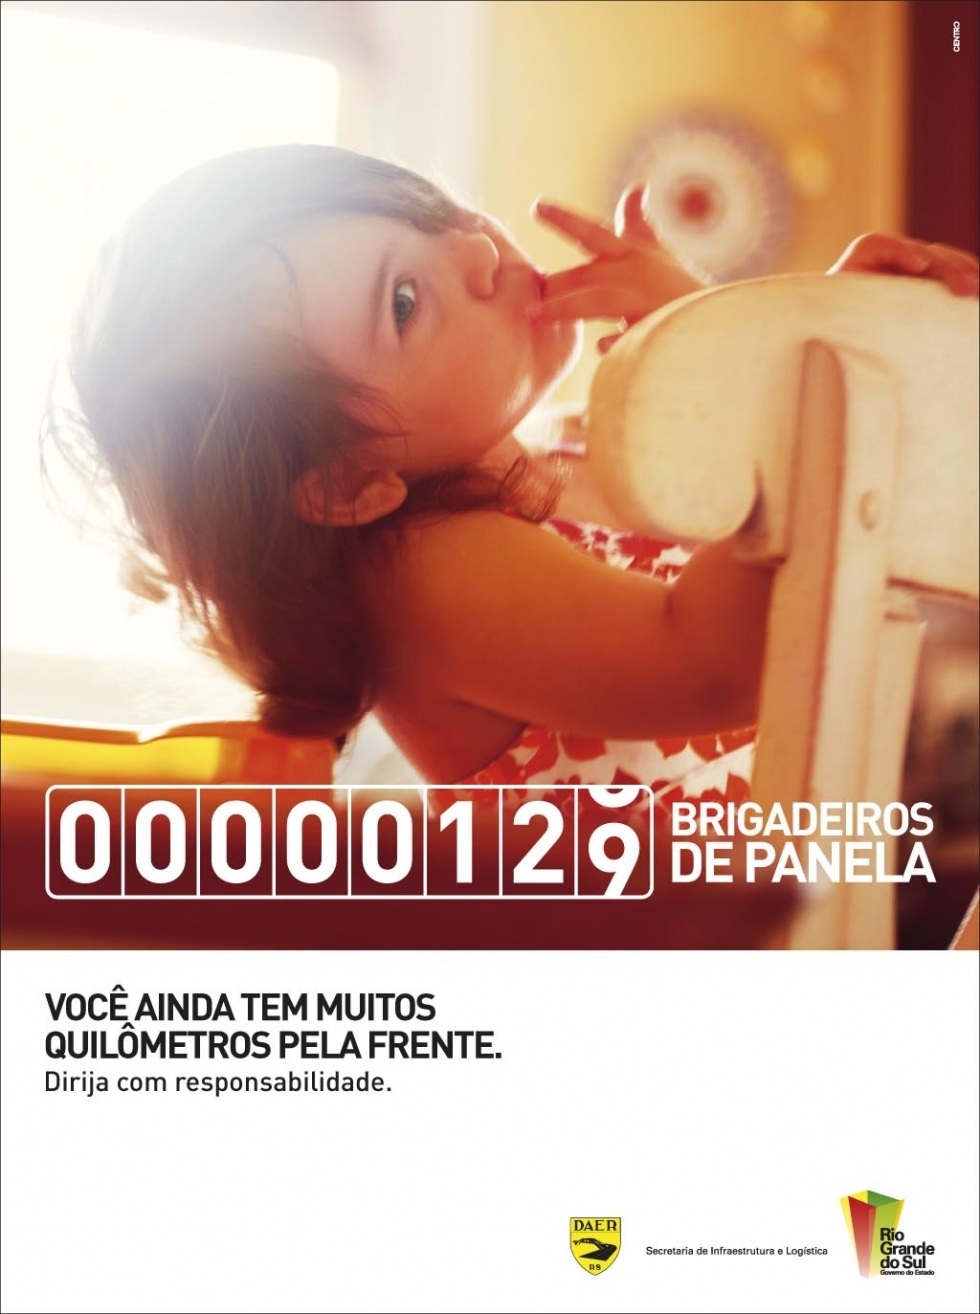 CENTRO
00000129
BRIGADEIROS
DE PANELA
VOCÊ AINDA TEM MUITOS
QUILÔMETROS PELA FRENTE.
Dirija com responsabilidade.
DAER
RS
Secretaria de Infraestrutura e Logística
Rio
Grande
do Sul
Governo do Estado